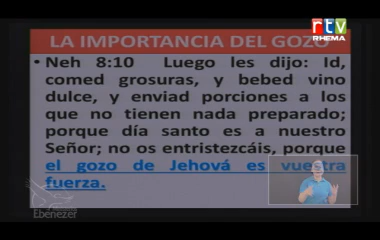 rtv
RHEMA
LA IMPORTANCIA DEL GOZO
• Neh 8:10 Luego les dijo: Id,
comed grosuras, y bebed vino
dulce, y enviad porciones a los
que no tienen nada preparado;
porque día santo es a nuestro
Señor; no os entristezcáis, porque
el gozo de Jehová es vuestra
fuerza.
Ebenezer